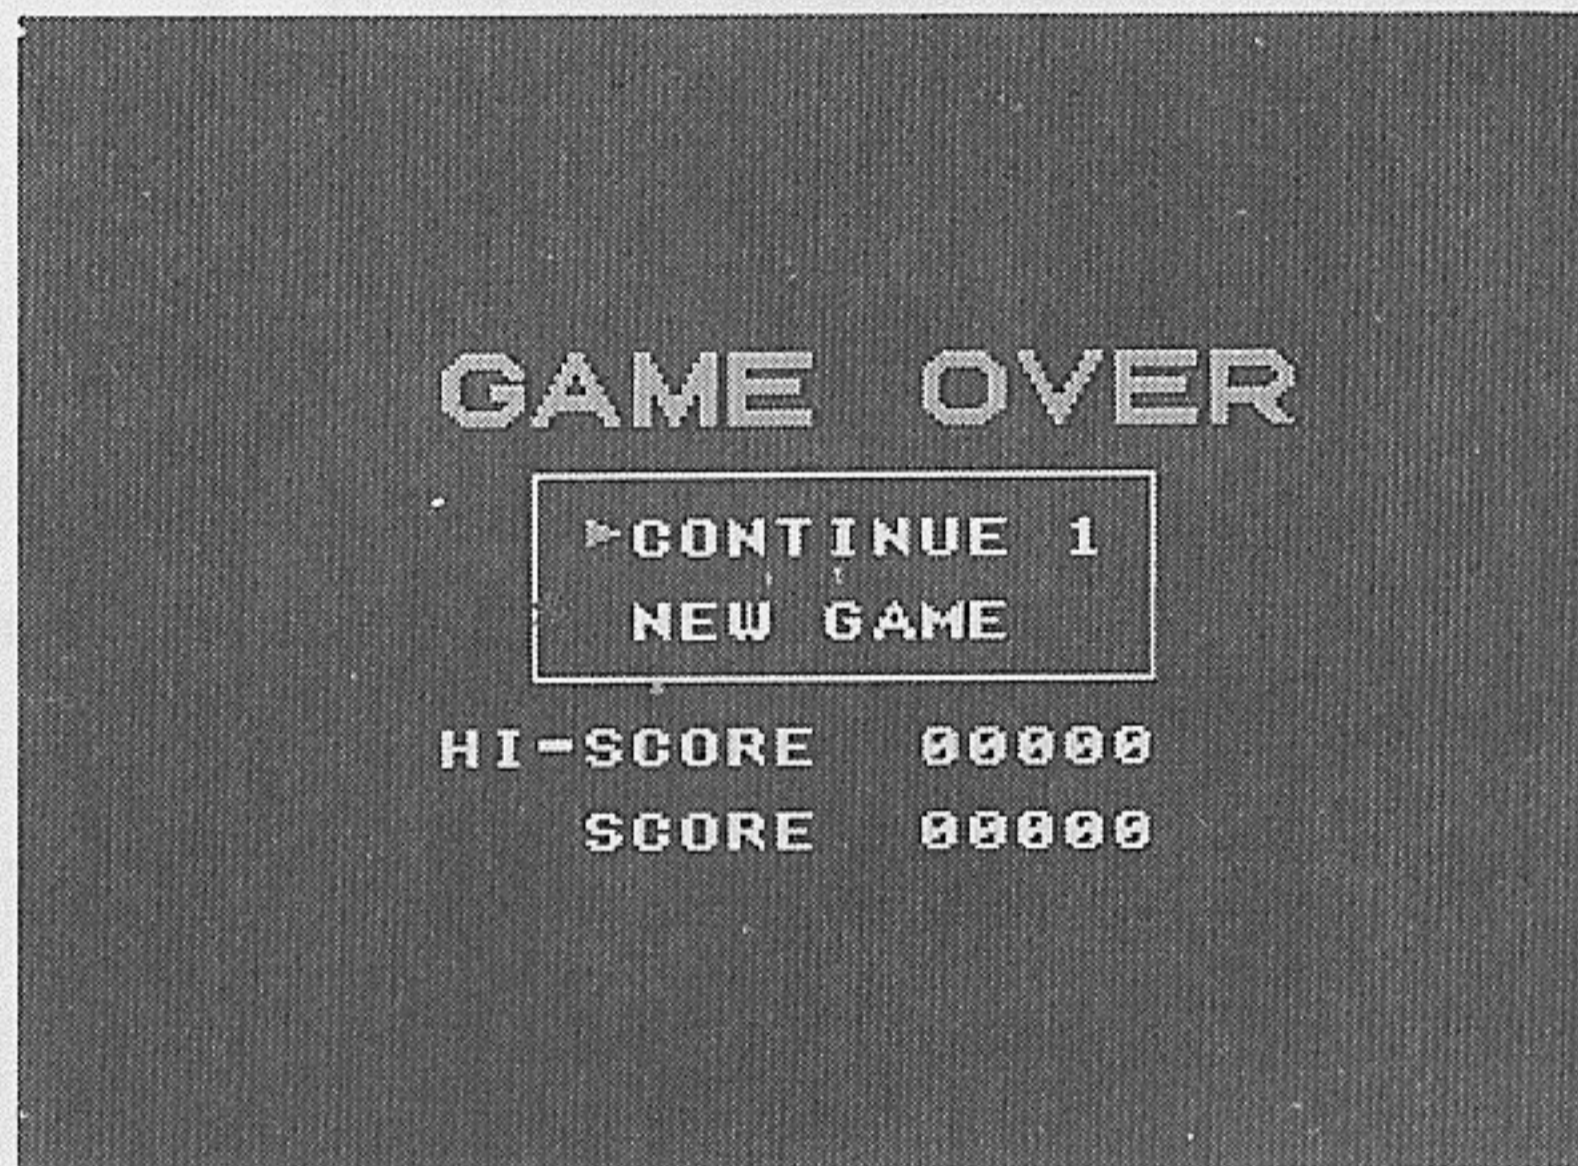 GAME OVER
►CONTINUE 1
NEW GAME
HI-SCORE 00000
SCORE 00000